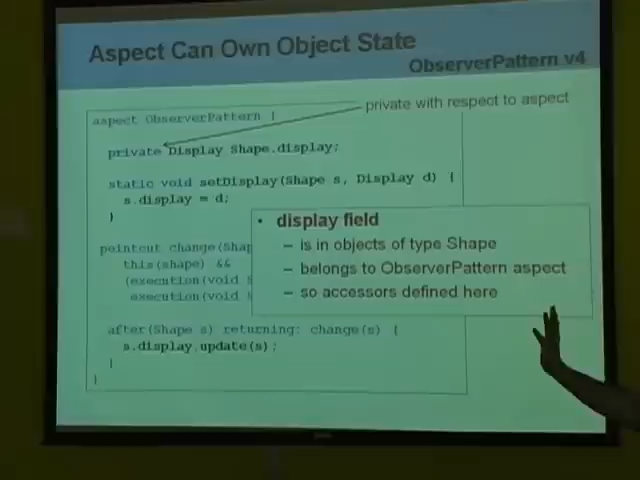 Aspect Can Own Object State
ObserverPattern v4
private with respect to aspect
aspect ObserverPattern {
private Display Shape.display;
static void setDisplay(Shape s, Display d) {
s.display = d;
}
pointcut change(Shap
this(shape) &&
(execution(void
execution(void
after(Shape s) returning: change(s) {
s.display.update(s);
}
}
• display field
– is in objects of type Shape
– belongs to ObserverPattern aspect
– so accessors defined here